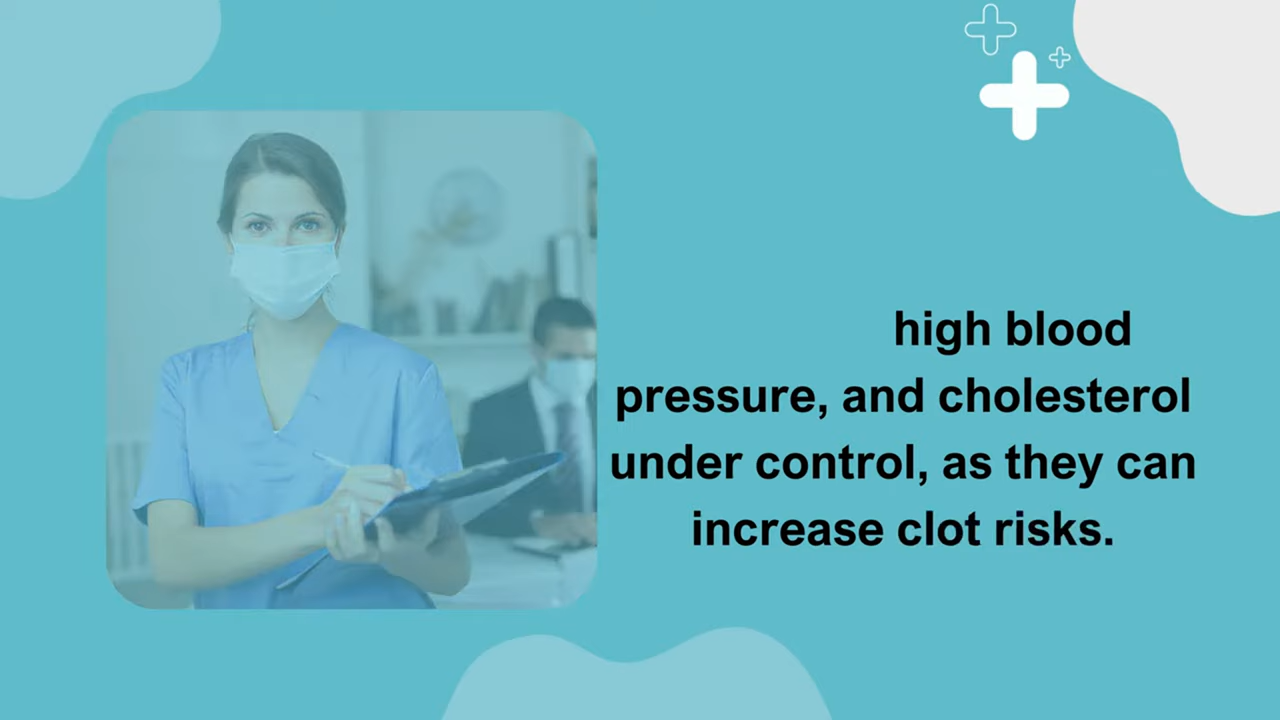 high blood
pressure, and cholesterol
under control, as they can
increase clot risks.